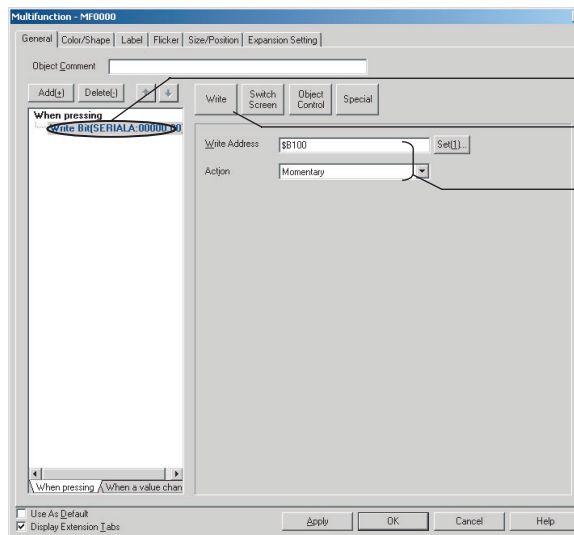 Multifunction - MF0000
General Color/Shape Label Flicker Size/Position Expansion Setting
Object Comment
Add(+) Delete(-) Write Switch Screen Object Control Special
When pressing
Write Bit(SERIALA:00000.00
Write Address $B100 Set(1)...
Action Momentary
When pressing When a value chan
Use As Default
Display Extension Tabs
Apply OK Cancel Help